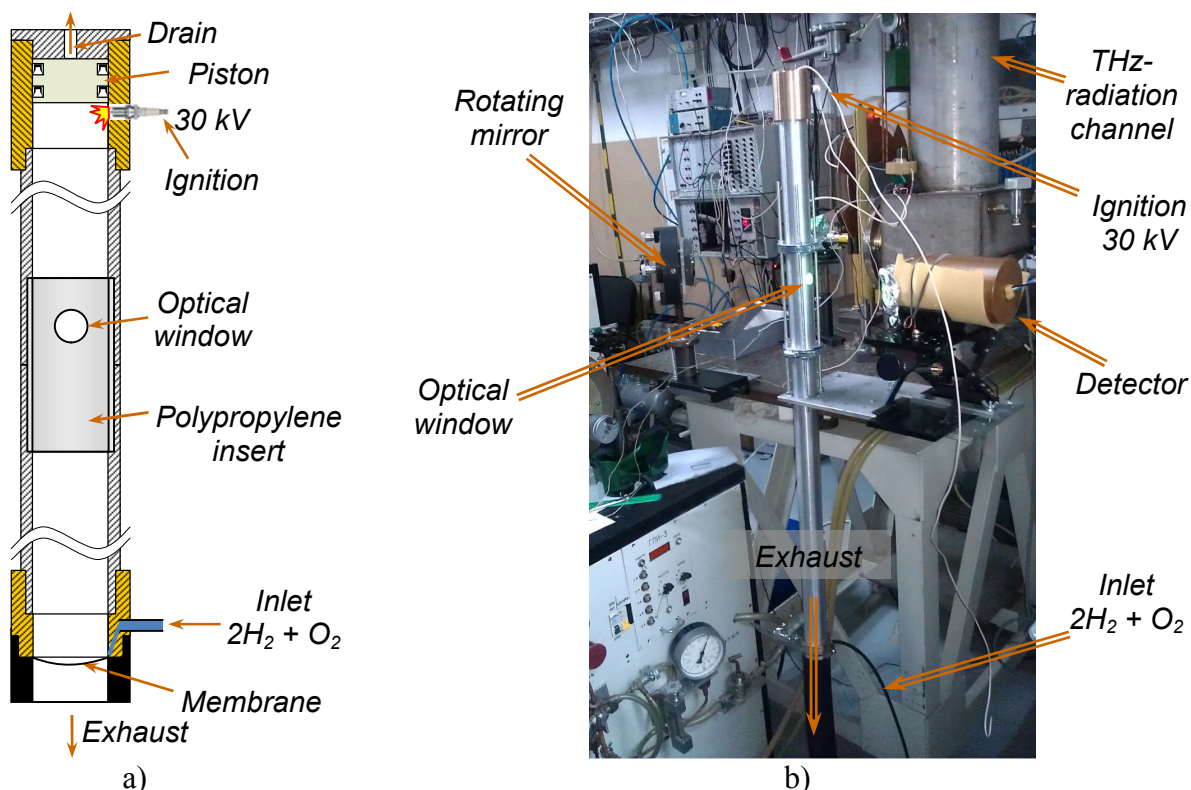 Drain
Piston
30 kV
Ignition
Optical
window
Polypropylene
insert
Inlet
2H₂ + O₂
Membrane
Exhaust
a)
Rotating
mirror
THz-
radiation
channel
Ignition
30 kV
Optical
window
Detector
Exhaust
Inlet
2H₂ + O₂
b)